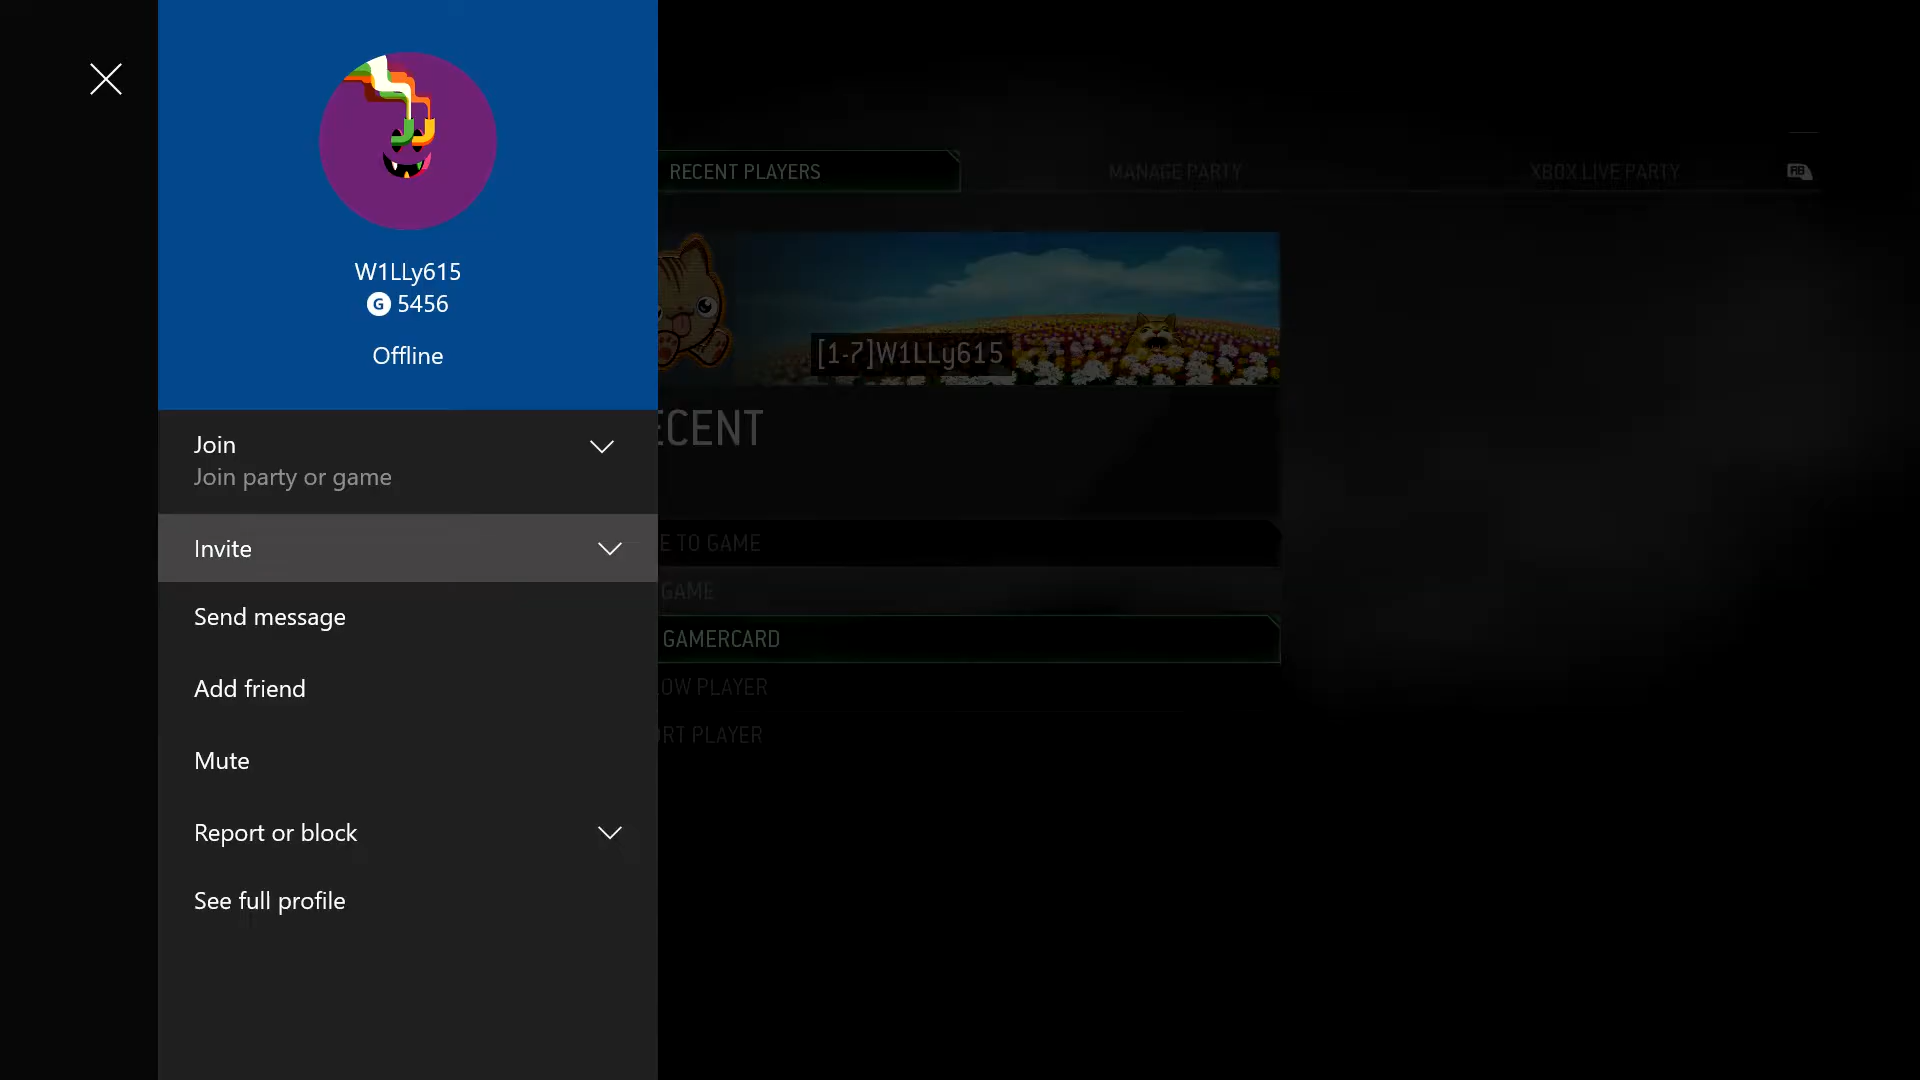 W1LLy615
G 5456
Offline
Join
Join party or game
Invite
Send message
Add friend
Mute
Report or block
See full profile
RECENT PLAYERS
MANAGE PARTY
XBOX LIVE PARTY
RB
[1-7]W1LLy615
ECENT
E TO GAME
GAME
GAMERCARD
OW PLAYER
RT PLAYER